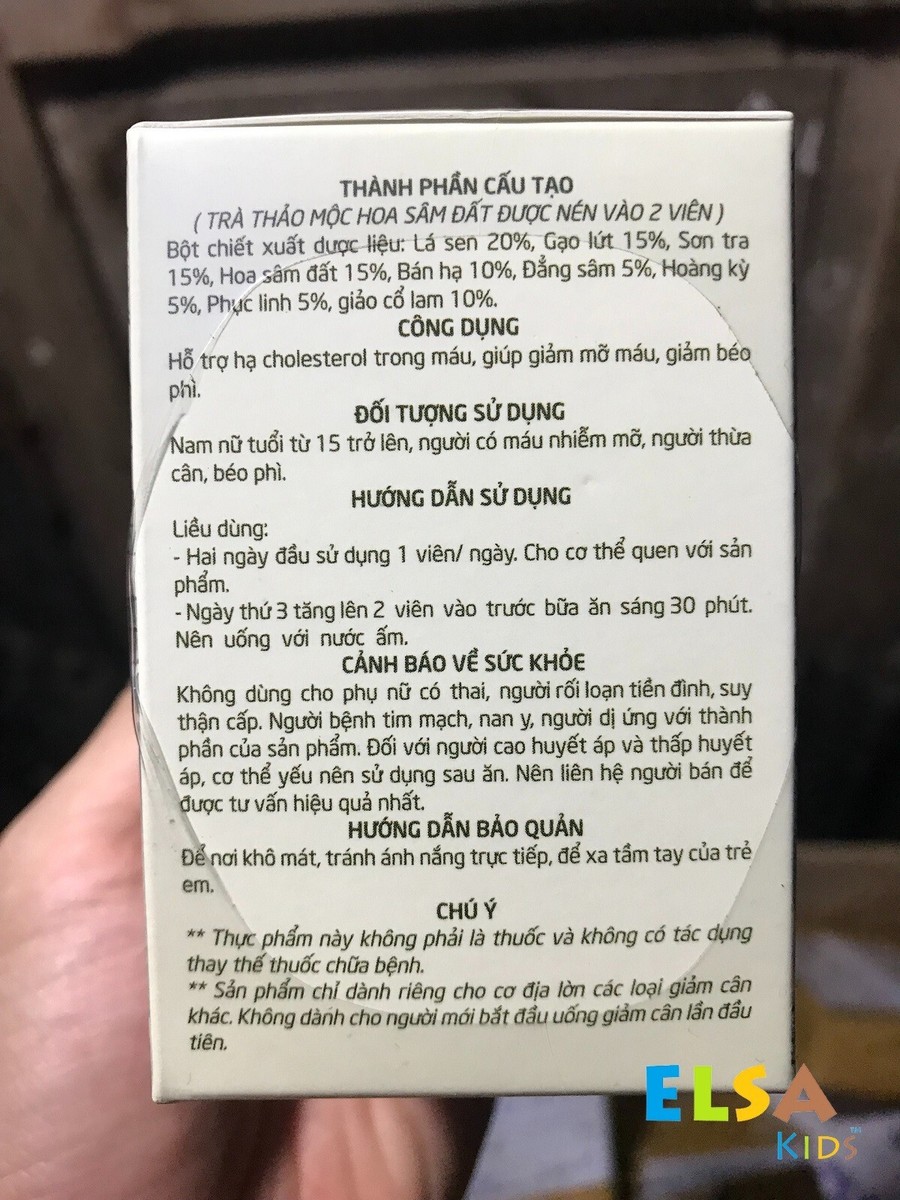 THÀNH PHẦN CẤU TẠO
( TRÀ THẢO MỘC HOA SÂM ĐẤT ĐƯỢC NÉN VÀO 2 VIÊN )
Bột chiết xuất dược liệu: Lá sen 20%, Gạo lứt 15%, Sơn tra
15%, Hoa sâm đất 15%, Bán hạ 10%, Đẳng sâm 5%, Hoàng kỳ
5%, Phục linh 5%, giảo cổ lam 10%.
CÔNG DỤNG
Hỗ trợ hạ cholesterol trong máu, giúp giảm mỡ máu, giảm béo
phì.
ĐỐI TƯỢNG SỬ DỤNG
Nam nữ tuổi từ 15 trở lên, người có máu nhiễm mỡ, người thừa
cân, béo phì.
HƯỚNG DẪN SỬ DỤNG
Liều dùng:
- Hai ngày đầu sử dụng 1 viên/ ngày. Cho cơ thể quen với sản
phẩm.
- Ngày thứ 3 tăng lên 2 viên vào trước bữa ăn sáng 30 phút.
Nên uống với nước ấm.
CẢNH BÁO VỀ SỨC KHỎE
Không dùng cho phụ nữ có thai, người rối loạn tiền đình, suy
thận cấp. Người bệnh tim mạch, nan y, người dị ứng với thành
phần của sản phẩm. Đối với người cao huyết áp và thấp huyết
áp, cơ thể yếu nên sử dụng sau ăn. Nên liên hệ người bán để
được tư vấn hiệu quả nhất.
HƯỚNG DẪN BẢO QUẢN
Để nơi khô mát, tránh ánh nắng trực tiếp, để xa tầm tay của trẻ
em.
CHÚ Ý
** Thực phẩm này không phải là thuốc và không có tác dụng
thay thế thuốc chữa bệnh.
** Sản phẩm chỉ dành riêng cho cơ địa lờn các loại giảm cân
khác. Không dành cho người mới bắt đầu uống giảm cân lần đầu
tiên.
ELSA
KIDS™